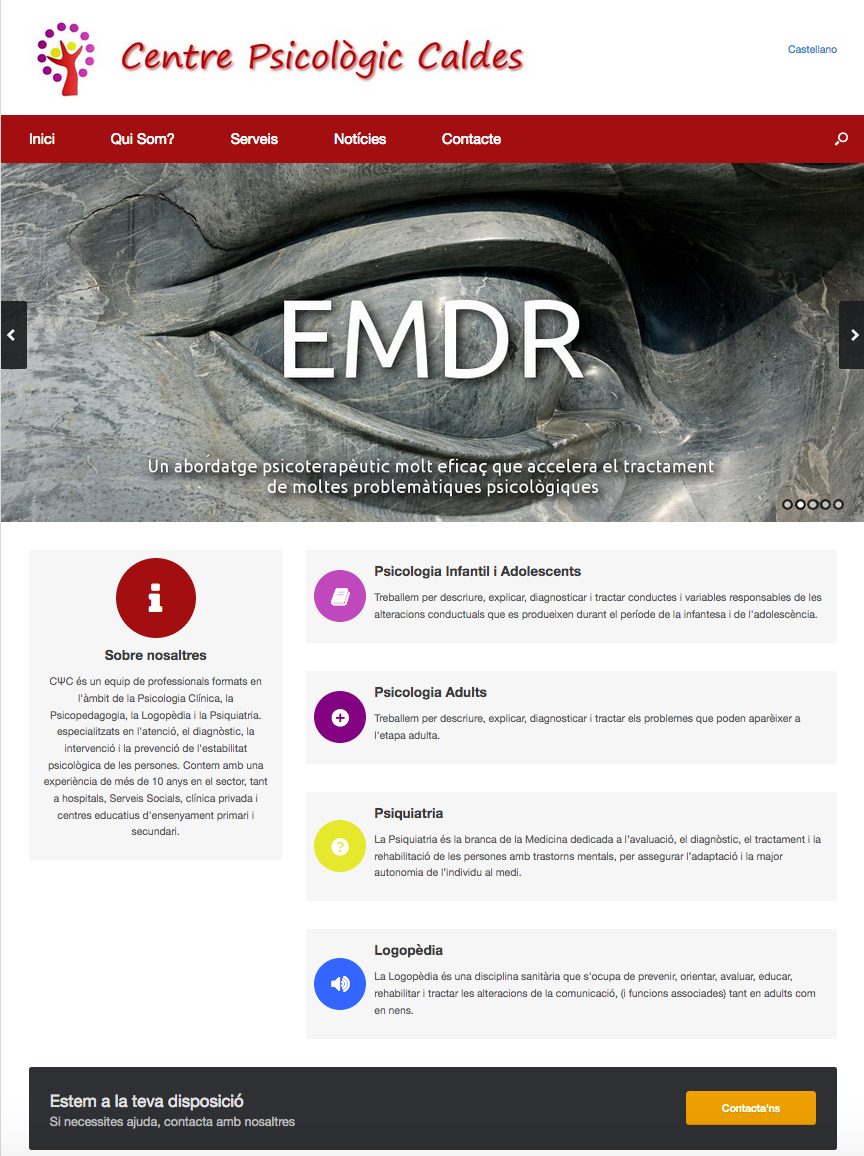 Centre Psicològic Caldes
Castellano
Inici
Qui Som?
Serveis
Notícies
Contacte
EMDR
Un abordatge psicoterapèutic molt eficaç que accelera el tractament
de moltes problemàtiques psicològiques
Sobre nosaltres
CΨC és un equip de professionals formats en
l'àmbit de la Psicologia Clínica, la
Psicopedagogia, la Logopèdia i la Psiquiatria.
especialitzats en l'atenció, el diagnòstic, la
intervenció i la prevenció de l'estabilitat
psicològica de les persones. Contem amb una
experiència de més de 10 anys en el sector, tant
a hospitals, Serveis Socials, clínica privada i
centres educatius d'ensenyament primari i
secundari.
Psicologia Infantil i Adolescents
Treballem per descriure, explicar, diagnosticar i tractar conductes i variables responsables de les
alteracions conductuals que es produeixen durant el període de la infantesa i de l'adolescència.
Psicologia Adults
Treballem per descriure, explicar, diagnosticar i tractar els problemes que poden aparèixer a
l'etapa adulta.
Psiquiatria
La Psiquiatria és la branca de la Medicina dedicada a l'avaluació, el diagnòstic, el tractament i la
rehabilitació de les persones amb trastorns mentals, per assegurar l'adaptació i la major
autonomia de l'individu al medi.
Logopèdia
La Logopèdia és una disciplina sanitària que s'ocupa de prevenir, orientar, avaluar, educar,
rehabilitar i tractar les alteracions de la comunicació, (i funcions associades) tant en adults com
en nens.
Estem a la teva disposició
Si necessites ajuda, contacta amb nosaltres
Contacta'ns